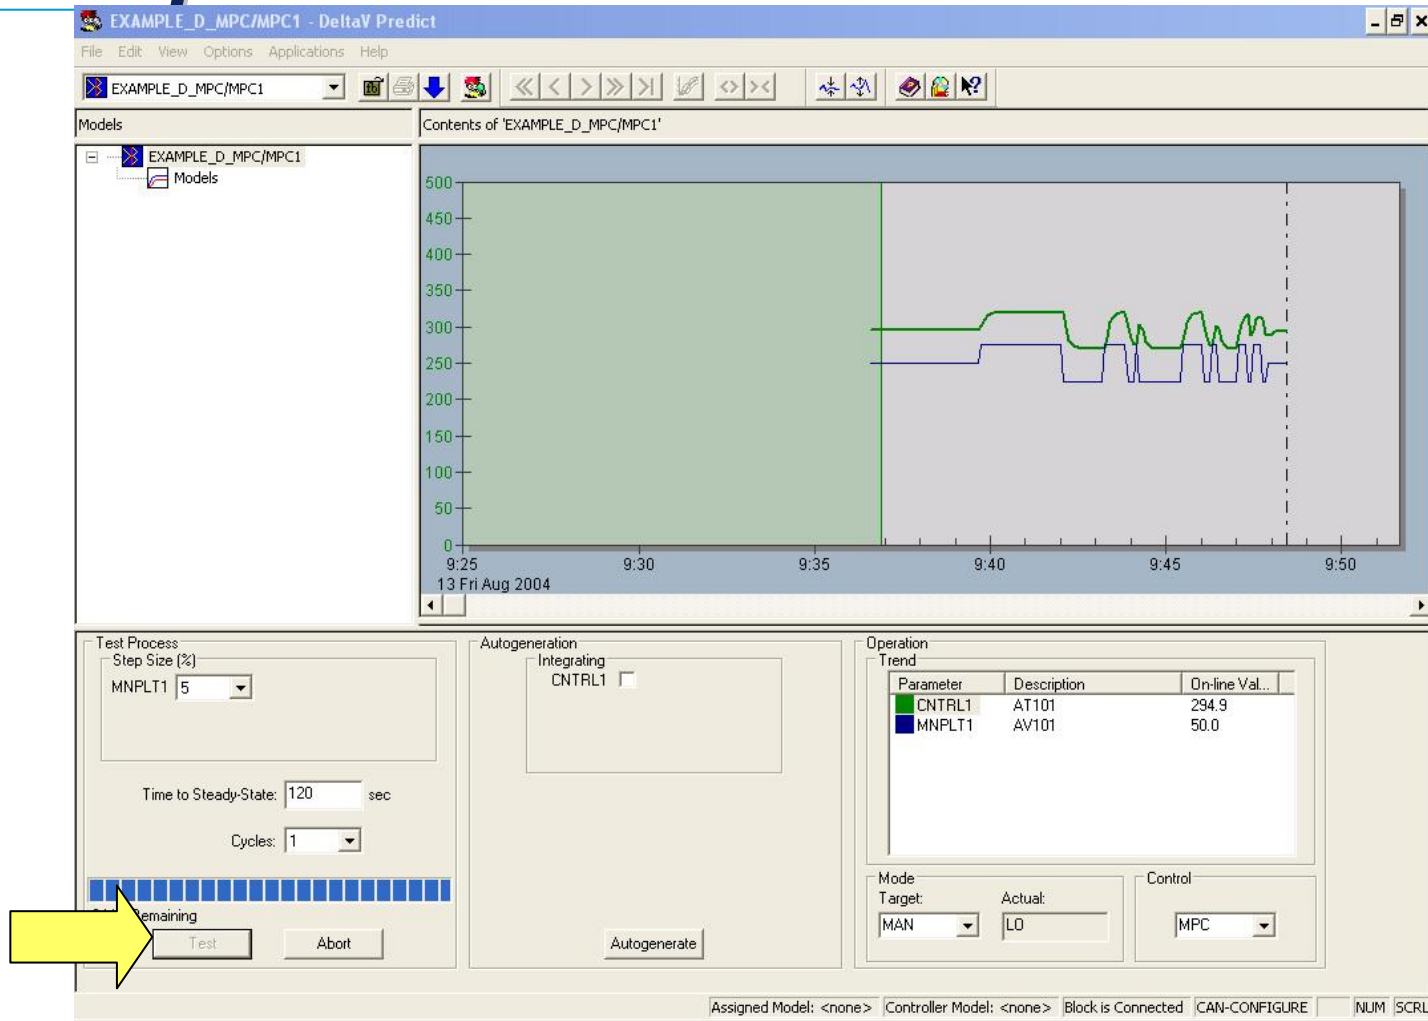 EXAMPLE_D_MPC/MPC1 - DeltaV Predict
File Edit View Options Applications Help
EXAMPLE_D_MPC/MPC1
Models
Contents of 'EXAMPLE_D_MPC/MPC1'
EXAMPLE_D_MPC/MPC1
Models
500
450
400
350
300
250
200
150
100
50
0
9:25 9:30 9:35 9:40 9:45 9:50
13 Fri Aug 2004
Test Process
Step Size (%)
MNPLT1 5
Time to Steady-State: 120 sec
Cycles: 1
Remaining
Test Abort
Autogeneration
Integrating
CNTRL1
Autogenerate
Operation
Trend
Parameter Description On-line Val...
CNTRL1 AT101 294.9
MNPLT1 AV101 50.0
Mode
Target: Actual:
MAN LO
Control
MPC
Assigned Model: <none> Controller Model: <none> Block is Connected CAN-CONFIGURE NUM SCRL